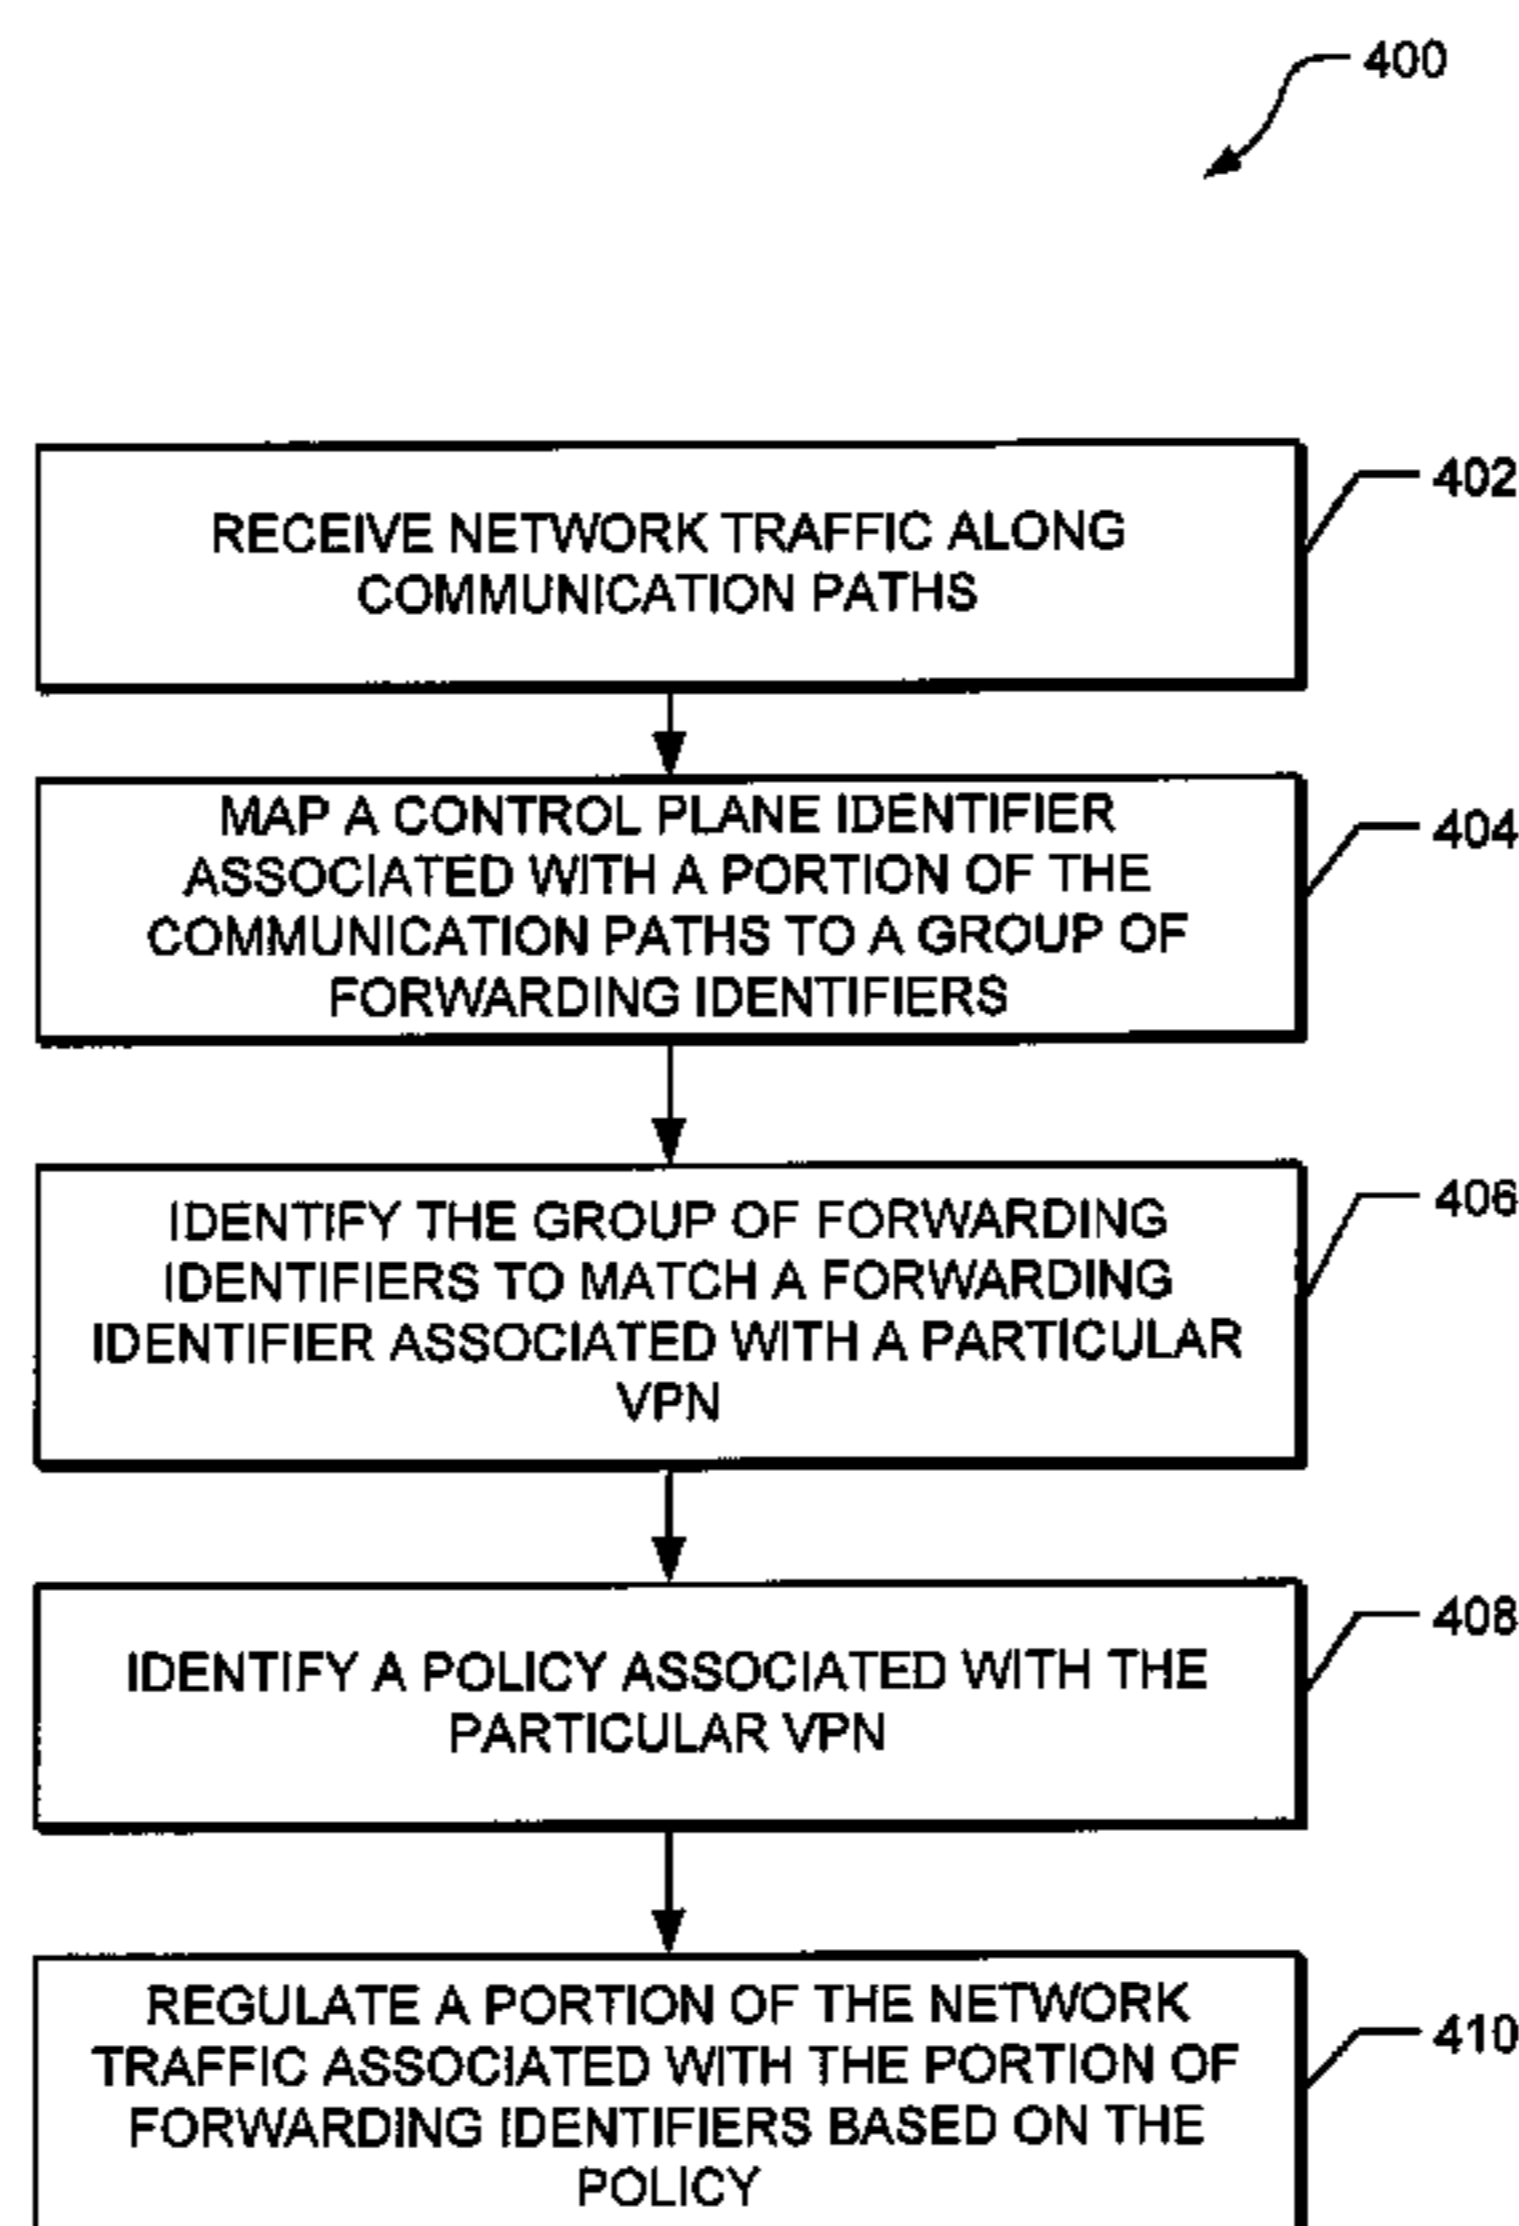 400
RECEIVE NETWORK TRAFFIC ALONG
COMMUNICATION PATHS
402
MAP A CONTROL PLANE IDENTIFIER
ASSOCIATED WITH A PORTION OF THE
COMMUNICATION PATHS TO A GROUP OF
FORWARDING IDENTIFIERS
404
IDENTIFY THE GROUP OF FORWARDING
IDENTIFIERS TO MATCH A FORWARDING
IDENTIFIER ASSOCIATED WITH A PARTICULAR
VPN
406
IDENTIFY A POLICY ASSOCIATED WITH THE
PARTICULAR VPN
408
REGULATE A PORTION OF THE NETWORK
TRAFFIC ASSOCIATED WITH THE PORTION OF
FORWARDING IDENTIFIERS BASED ON THE
POLICY
410